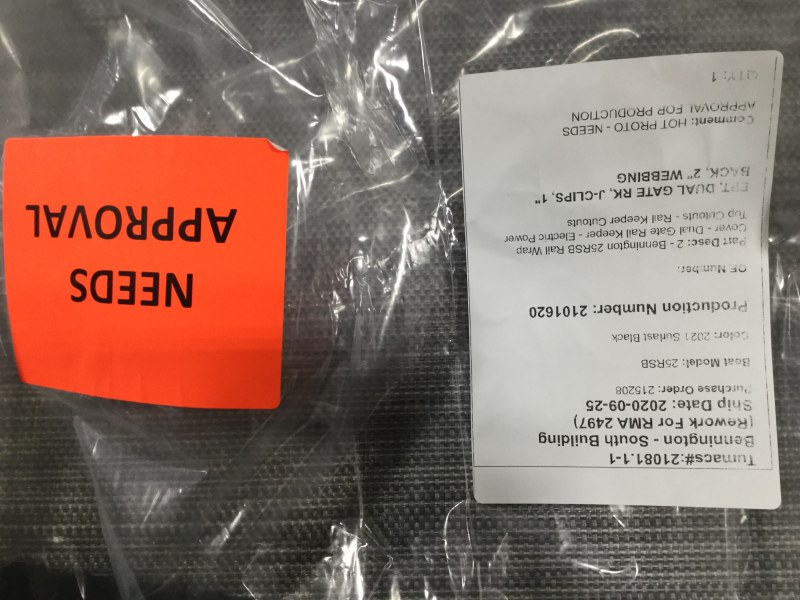 NEEDS
APPROVAL
Tumacs#:21081.1-1
Bennington - South Building
(Rework For RMA 2497)
Ship Date: 2020-09-25
Purchase Order: 215208
Boat Model: 25RSB
Color: 2021 Surlast Black
Production Number: 2101620
OE Number:
Part Desc: 2 - Bennington 25RSB Rail Wrap
Cover - Dual Gate Rail Keeper - Electric Power
Top Cutouts - Rail Keeper Cutouts
EPT, DUAL GATE RK, J-CLIPS, 1"
BACK, 2" WEBBING
Comment: HOT PROTO - NEEDS
APPROVAL FOR PRODUCTION
QTY: 1